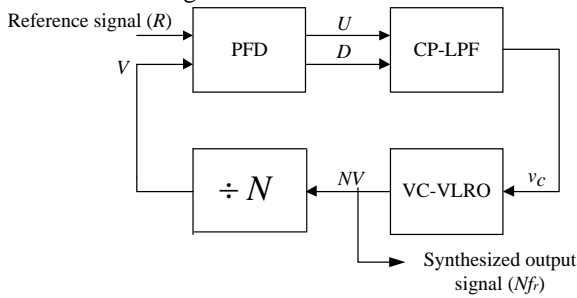 Reference signal (R)
V
PFD
U
D
CP-LPF
÷ N
NV
VC-VLRO
vC
Synthesized output
signal (Nfr)